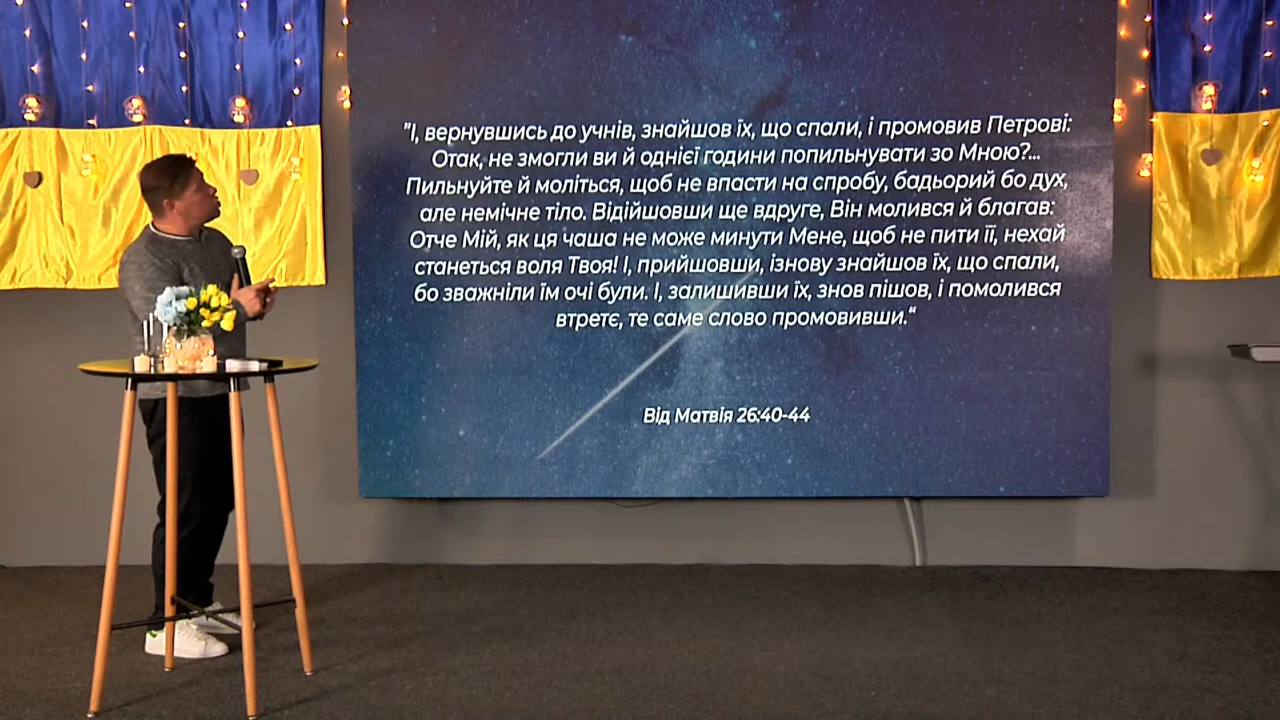 "І, вернувшись до учнів, знайшов їх, що спали, і промовив Петрові:
Отак, не змогли ви й однієї години попильнувати зо Мною?...
Пильнуйте й моліться, щоб не впасти на спробу, бадьорий бо дух,
але немічне тіло. Відійшовши ще вдруге, Він молився й благав:
Отче Мій, як ця чаша не може минути Мене, щоб не пити її, нехай
станеться воля Твоя! І, прийшовши, ізнову знайшов їх, що спали,
бо зважніли їм очі були. І, залишивши їх, знов пішов, і помолився
втретє, те саме слово промовивши.“
Від Матвія 26:40-44